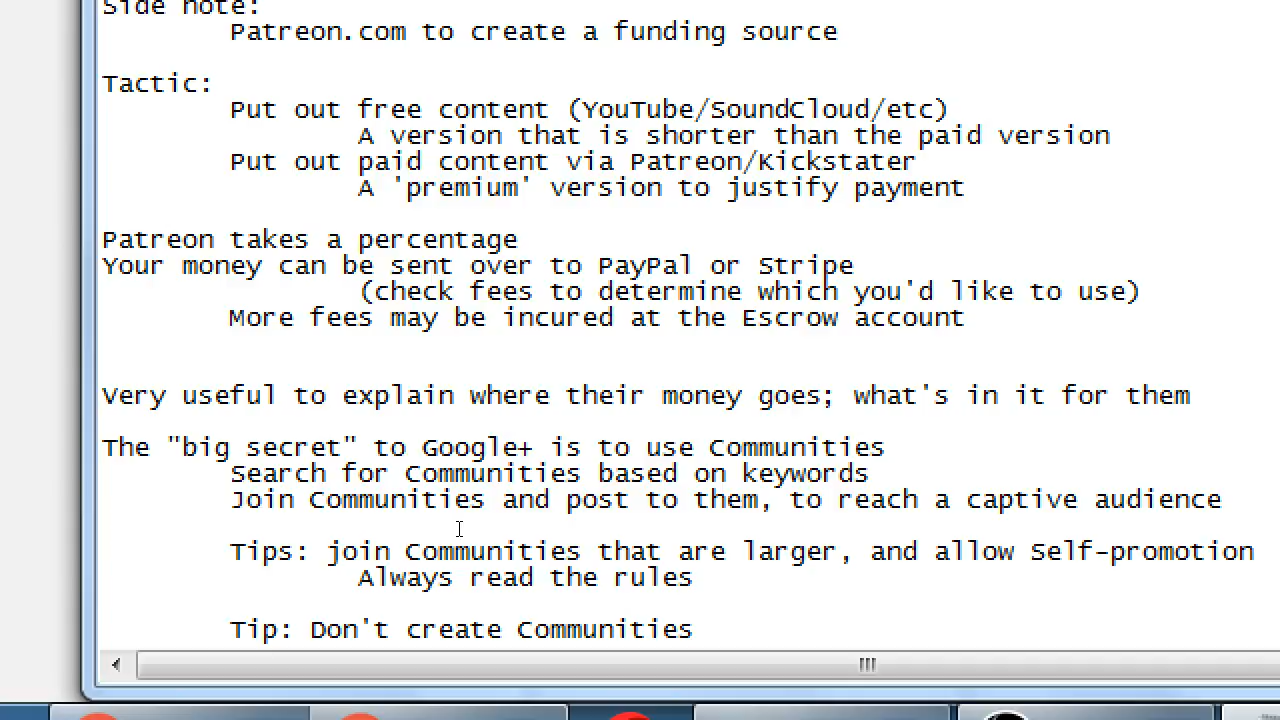 Side note:
Patreon.com to create a funding source
Tactic:
Put out free content (YouTube/SoundCloud/etc)
A version that is shorter than the paid version
Put out paid content via Patreon/Kickstater
A 'premium' version to justify payment
Patreon takes a percentage
Your money can be sent over to PayPal or Stripe
(check fees to determine which you'd like to use)
More fees may be incured at the Escrow account
Very useful to explain where their money goes; what's in it for them
The "big secret" to Google+ is to use Communities
Search for Communities based on keywords
Join Communities and post to them, to reach a captive audience
Tips: join Communities that are larger, and allow Self-promotion
Always read the rules
Tip: Don't create Communities